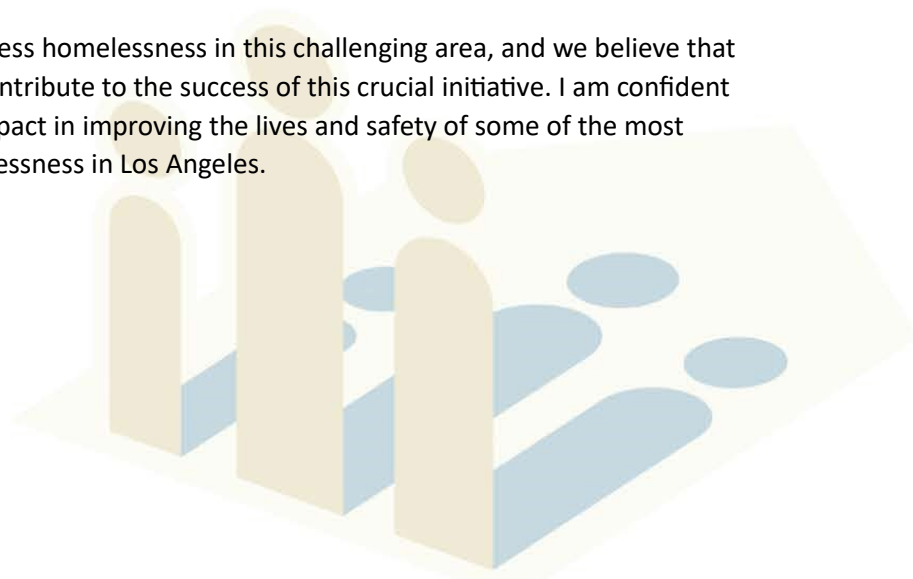 ess homelessness in this challenging area, and we believe that
ntribute to the success of this crucial initiative. I am confident
pact in improving the lives and safety of some of the most
essness in Los Angeles.